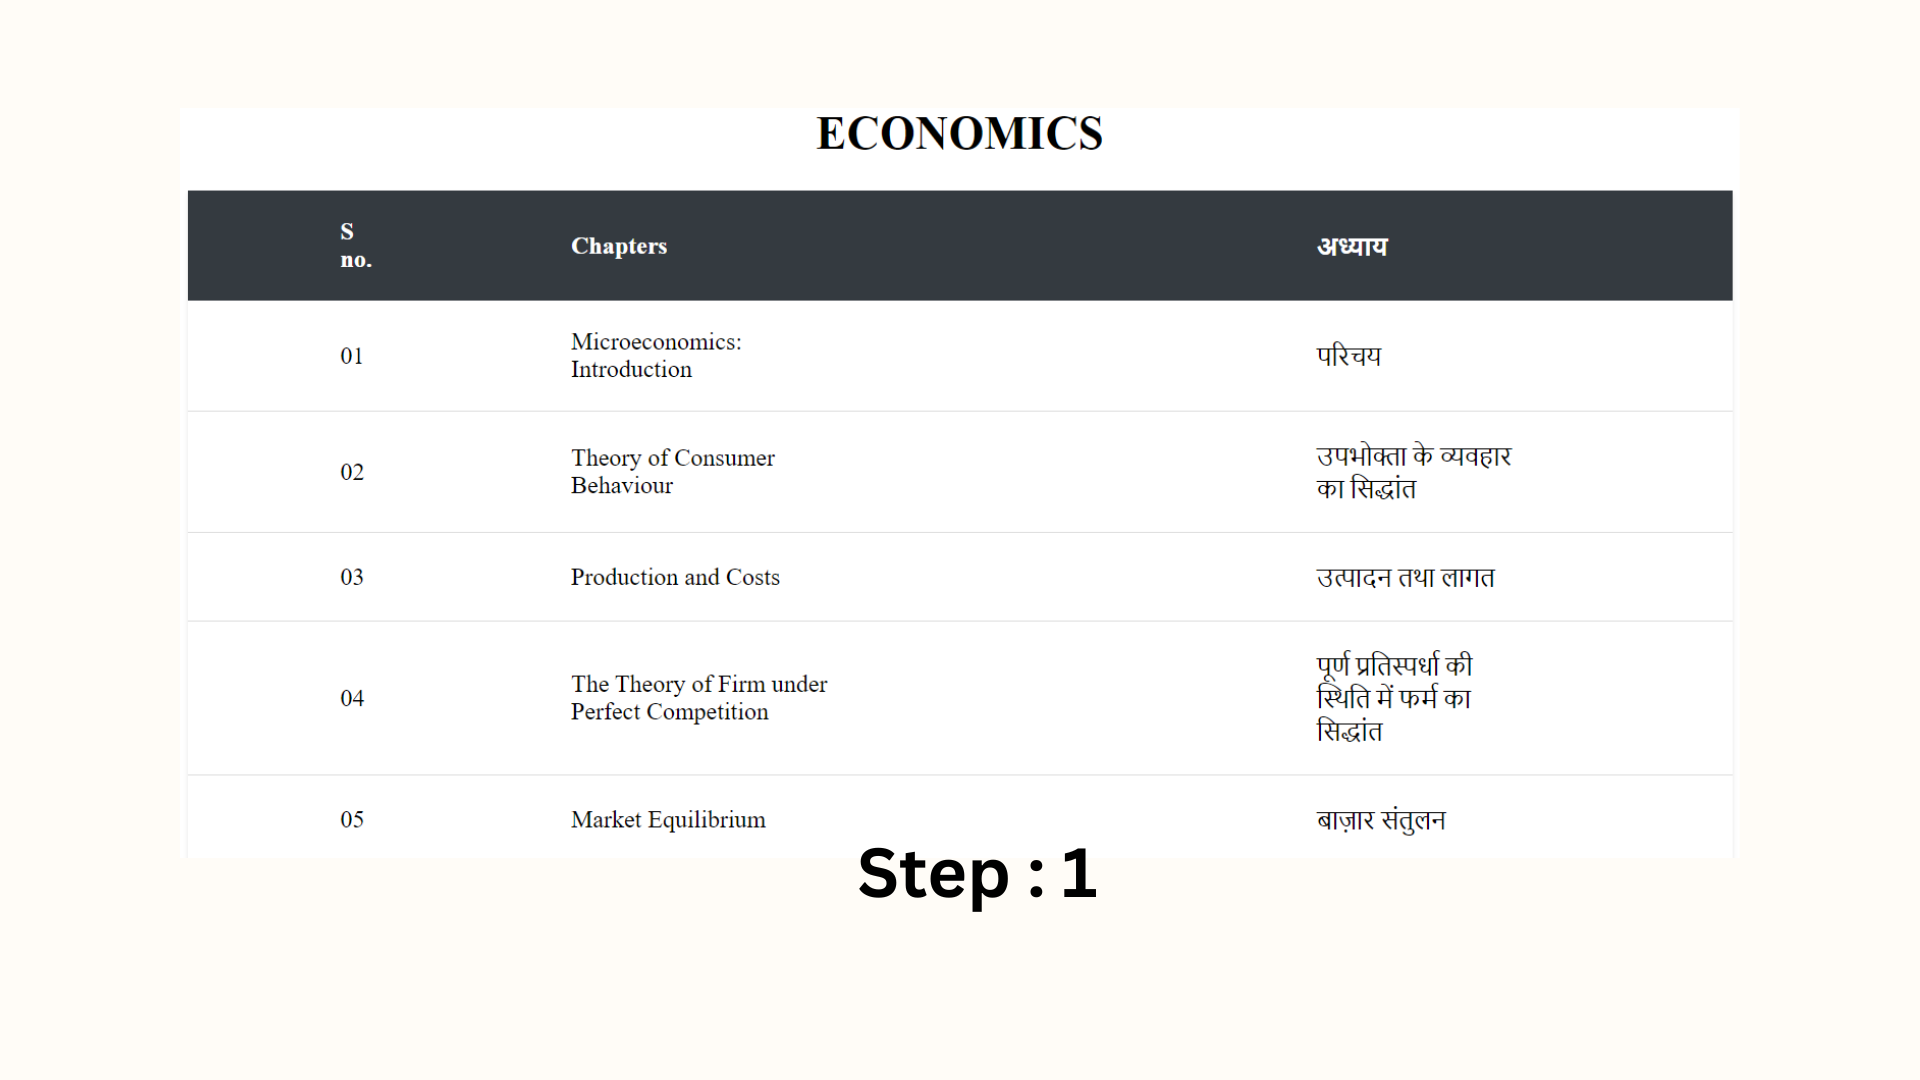 ECONOMICS
S
no.
Chapters
अध्याय
01
Microeconomics:
Introduction
परिचय
02
Theory of Consumer
Behaviour
उपभोक्ता के व्यवहार
का सिद्धांत
03
Production and Costs
उत्पादन तथा लागत
04
The Theory of Firm under
Perfect Competition
पूर्ण प्रतिस्पर्धा की
स्थिति में फर्म का
सिद्धांत
05
Market Equilibrium
बाज़ार संतुलन
Step : 1